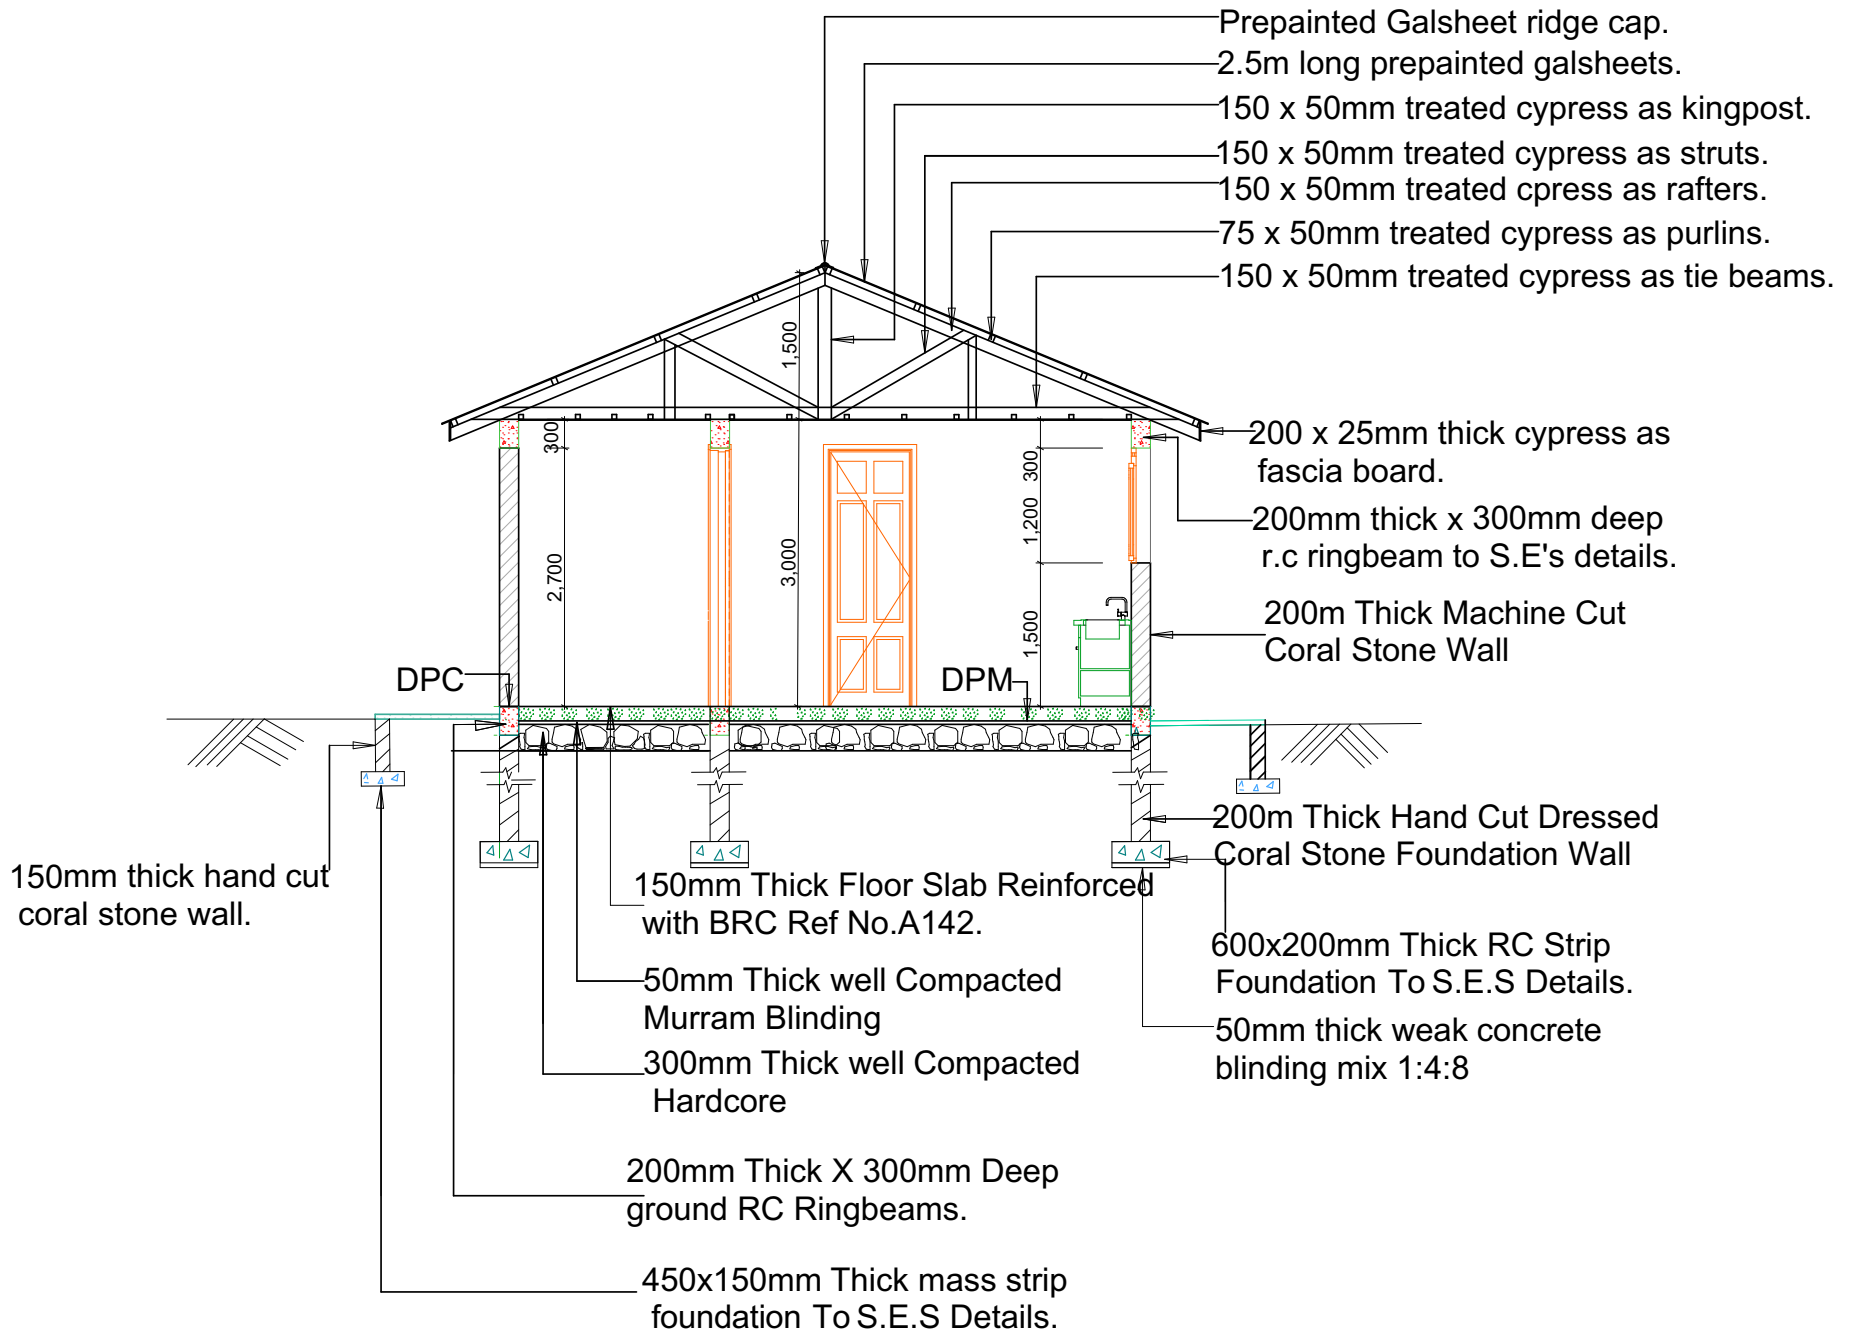 Prepainted Galsheet ridge cap.
2.5m long prepainted galsheets.
150 x 50mm treated cypress as kingpost.
150 x 50mm treated cypress as struts.
150 x 50mm treated cpress as rafters.
75 x 50mm treated cypress as purlins.
150 x 50mm treated cypress as tie beams.
1,500
200 x 25mm thick cypress as
fascia board.
300
300
200mm thick x 300mm deep
r.c ringbeam to S.E's details.
1,200
2,700
3,000
200m Thick Machine Cut
Coral Stone Wall
1,500
DPC
DPM
200m Thick Hand Cut Dressed
Coral Stone Foundation Wall
150mm thick hand cut
coral stone wall.
150mm Thick Floor Slab Reinforced
with BRC Ref No.A142.
600x200mm Thick RC Strip
Foundation To S.E.S Details.
50mm Thick well Compacted
Murram Blinding
50mm thick weak concrete
blinding mix 1:4:8
300mm Thick well Compacted
Hardcore
200mm Thick X 300mm Deep
ground RC Ringbeams.
450x150mm Thick mass strip
foundation To S.E.S Details.